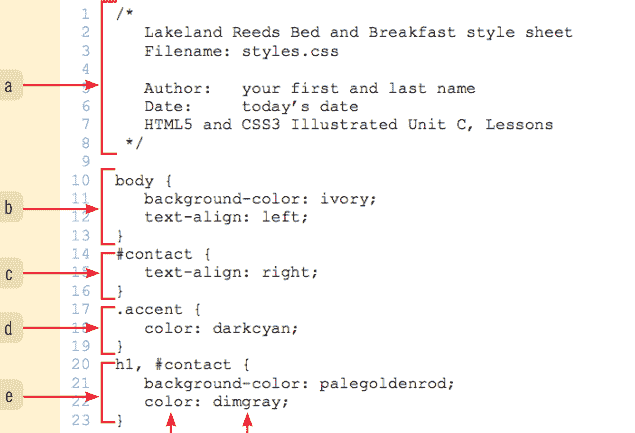 1 /*
2 Lakeland Reeds Bed and Breakfast style sheet
3 Filename: styles.css
4
a 5 Author: your first and last name
6 Date: today's date
7 HTML5 and CSS3 Illustrated Unit C, Lessons
8 */
9
10 body {
b 11 background-color: ivory;
12 text-align: left;
13 }
14 #contact {
c 15 text-align: right;
16 }
17 .accent {
d 18 color: darkcyan;
19 }
20 h1, #contact {
21 background-color: palegoldenrod;
e 22 color: dimgray;
23 }